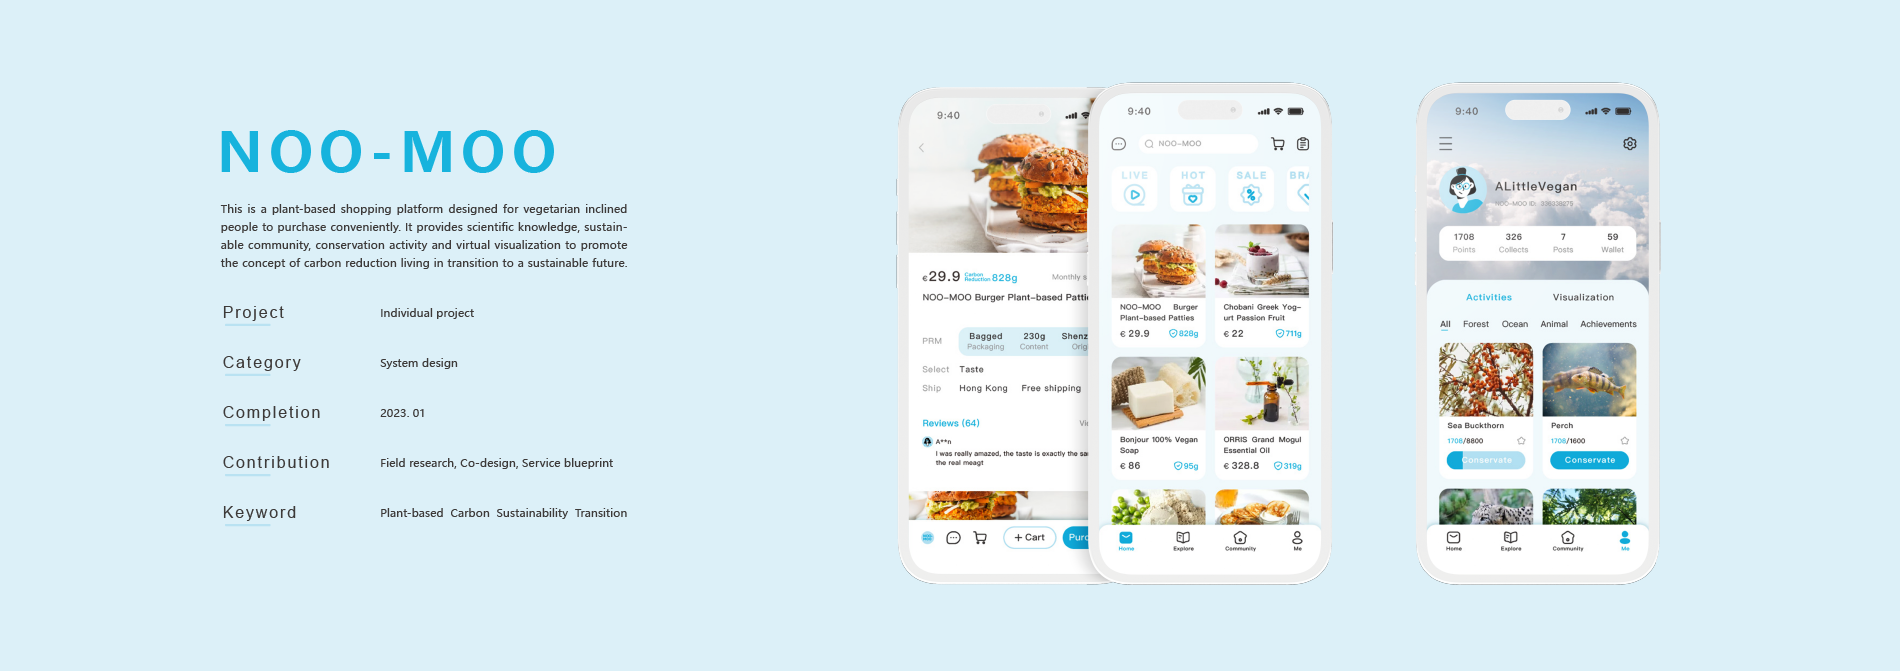 NOO-MOO
This is a plant-based shopping platform designed for vegetarian inclined
people to purchase conveniently. It provides scientific knowledge, sustain-
able community, conservation activity and virtual visualization to promote
the concept of carbon reduction living in transition to a sustainable future.
Project Individual project
Category System design
Completion 2023. 01
Contribution Field research, Co-design, Service blueprint
Keyword Plant-based Carbon Sustainability Transition
9:40
€29.9 Carbon Reduction 828g Monthly s
NOO-MOO Burger Plant-based Pattie
PRM
Bagged 230g Shenz
Packaging Content Orig
Select Taste
Ship Hong Kong Free shipping
Reviews (64) Vie
A**n
I was really amazed, the taste is exactly the sa
the real meagt
+ Cart Purc
9:40
NOO-MOO
LIVE HOT SALE BRA
NOO-MOO Burger
Plant-based Patties
€ 29.9 828g
Chobani Greek Yog-
urt Passion Fruit
€ 22 711g
Bonjour 100% Vegan
Soap
€ 86 95g
ORRIS Grand Mogul
Essential Oil
€ 328.8 319g
Home Explore Community Me
9:40
ALittleVegan
NOO-MOO ID: 336339275
1708 326 7 59
Points Collects Posts Wallet
Activities Visualization
All Forest Ocean Animal Achievements
Sea Buckthorn
1708/8800
Conservate
Perch
1708/1600
Conservate
Home Explore Community Me